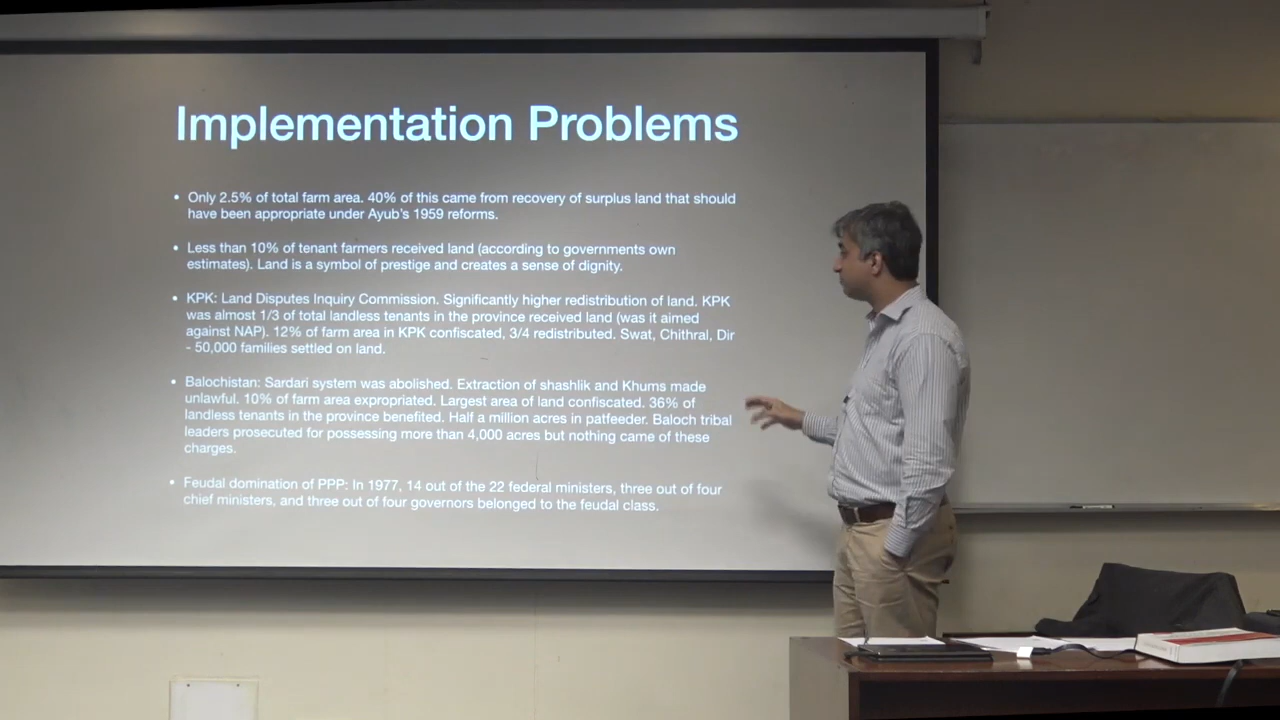 Implementation Problems
• Only 2.5% of total farm area. 40% of this came from recovery of surplus land that should
have been appropriate under Ayub's 1959 reforms.
• Less than 10% of tenant farmers received land (according to governments own
estimates). Land is a symbol of prestige and creates a sense of dignity.
• KPK: Land Disputes Inquiry Commission. Significantly higher redistribution of land. KPK
was almost 1/3 of total landless tenants in the province received land (was it aimed
against NAP). 12% of farm area in KPK confiscated, 3/4 redistributed. Swat, Chithral, Dir
- 50,000 families settled on land.
• Balochistan: Sardari system was abolished. Extraction of shashlik and Khums made
unlawful. 10% of farm area expropriated. Largest area of land confiscated. 36% of
landless tenants in the province benefited. Half a million acres in patfeeder. Baloch tribal
leaders prosecuted for possessing more than 4,000 acres but nothing came of these
charges.
• Feudal domination of PPP: In 1977, 14 out of the 22 federal ministers, three out of four
chief ministers, and three out of four governors belonged to the feudal class.